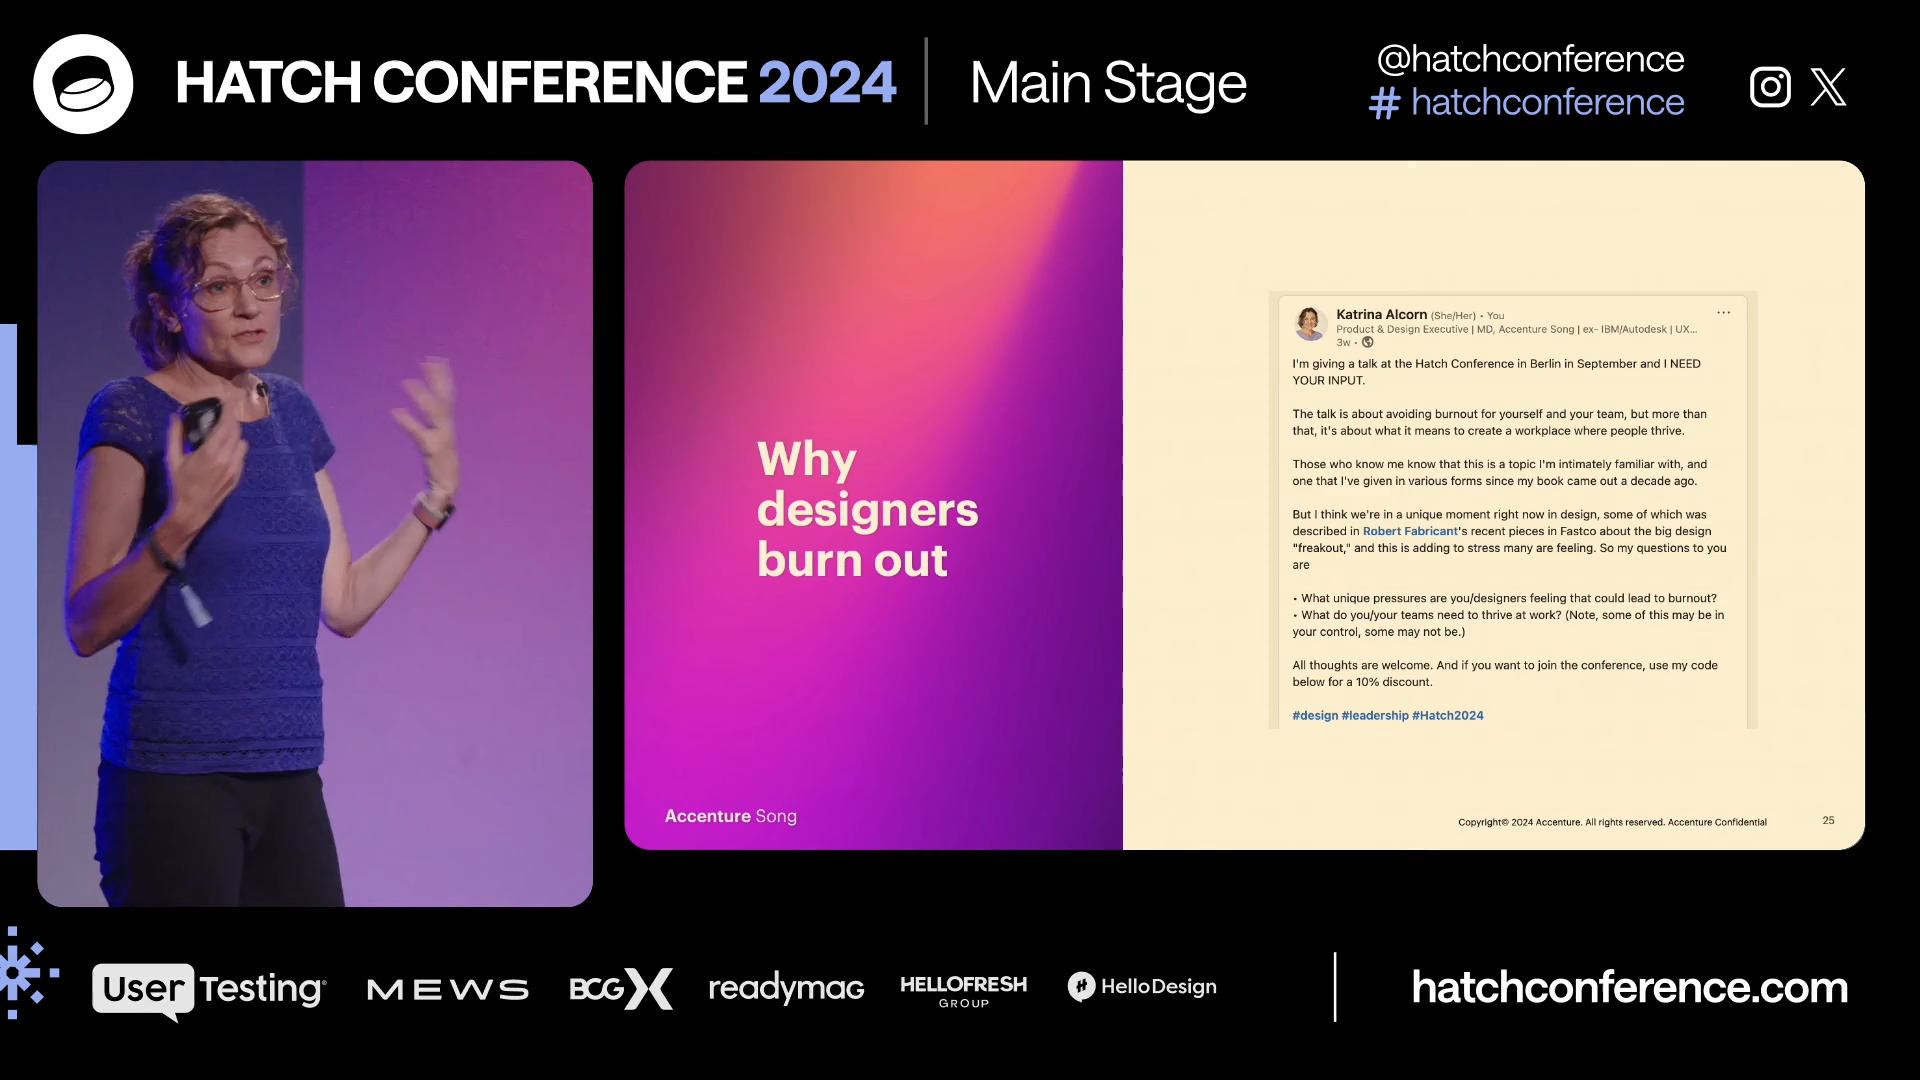 HATCH CONFERENCE 2024
Main Stage
@hatchconference
# hatchconference
Why
designers
burn out
Accenture Song
Katrina Alcorn (She/Her) • You
Product & Design Executive | MD, Accenture Song | ex- IBM/Autodesk | UX...
3w •
I'm giving a talk at the Hatch Conference in Berlin in September and I NEED
YOUR INPUT.
The talk is about avoiding burnout for yourself and your team, but more than
that, it's about what it means to create a workplace where people thrive.
Those who know me know that this is a topic I'm intimately familiar with, and
one that I've given in various forms since my book came out a decade ago.
But I think we're in a unique moment right now in design, some of which was
described in Robert Fabricant's recent pieces in Fastco about the big design
"freakout," and this is adding to stress many are feeling. So my questions to you
are
• What unique pressures are you/designers feeling that could lead to burnout?
• What do you/your teams need to thrive at work? (Note, some of this may be in
your control, some may not be.)
All thoughts are welcome. And if you want to join the conference, use my code
below for a 10% discount.
#design #leadership #Hatch2024
Copyright© 2024 Accenture. All rights reserved. Accenture Confidential
25
UserTesting®
MEWS
BCG X
readymag
HELLOFRESH
GROUP
HelloDesign
hatchconference.com